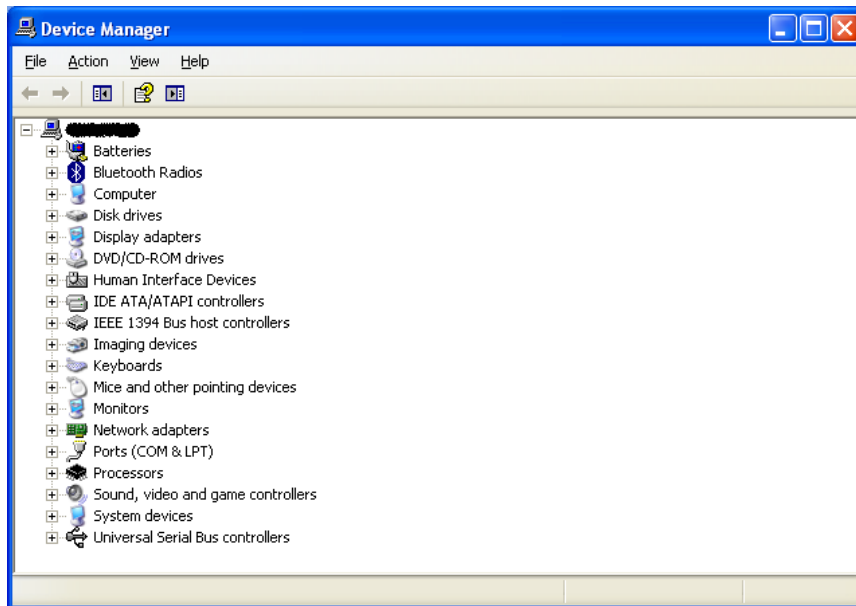 Device Manager
File Action View Help
Batteries
Bluetooth Radios
Computer
Disk drives
Display adapters
DVD/CD-ROM drives
Human Interface Devices
IDE ATA/ATAPI controllers
IEEE 1394 Bus host controllers
Imaging devices
Keyboards
Mice and other pointing devices
Monitors
Network adapters
Ports (COM & LPT)
Processors
Sound, video and game controllers
System devices
Universal Serial Bus controllers